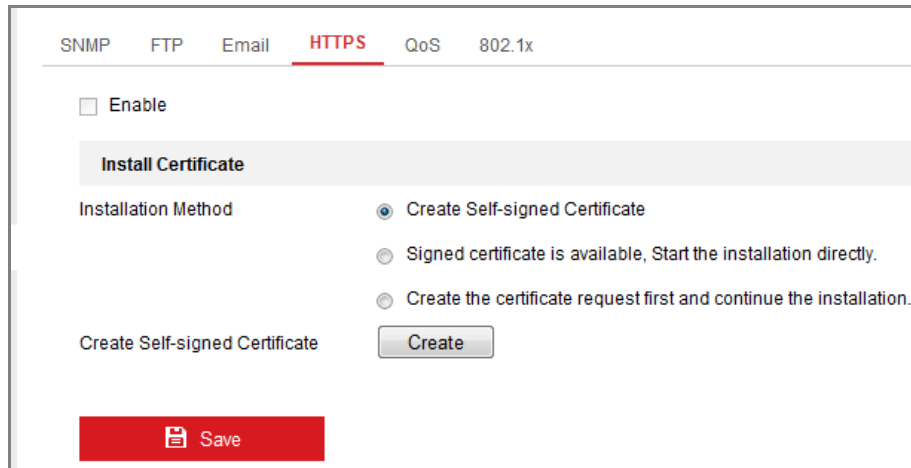 SNMP FTP Email HTTPS QoS 802.1x
Enable
Install Certificate
Installation Method Create Self-signed Certificate
Signed certificate is available, Start the installation directly.
Create the certificate request first and continue the installation.
Create Self-signed Certificate Create
Save